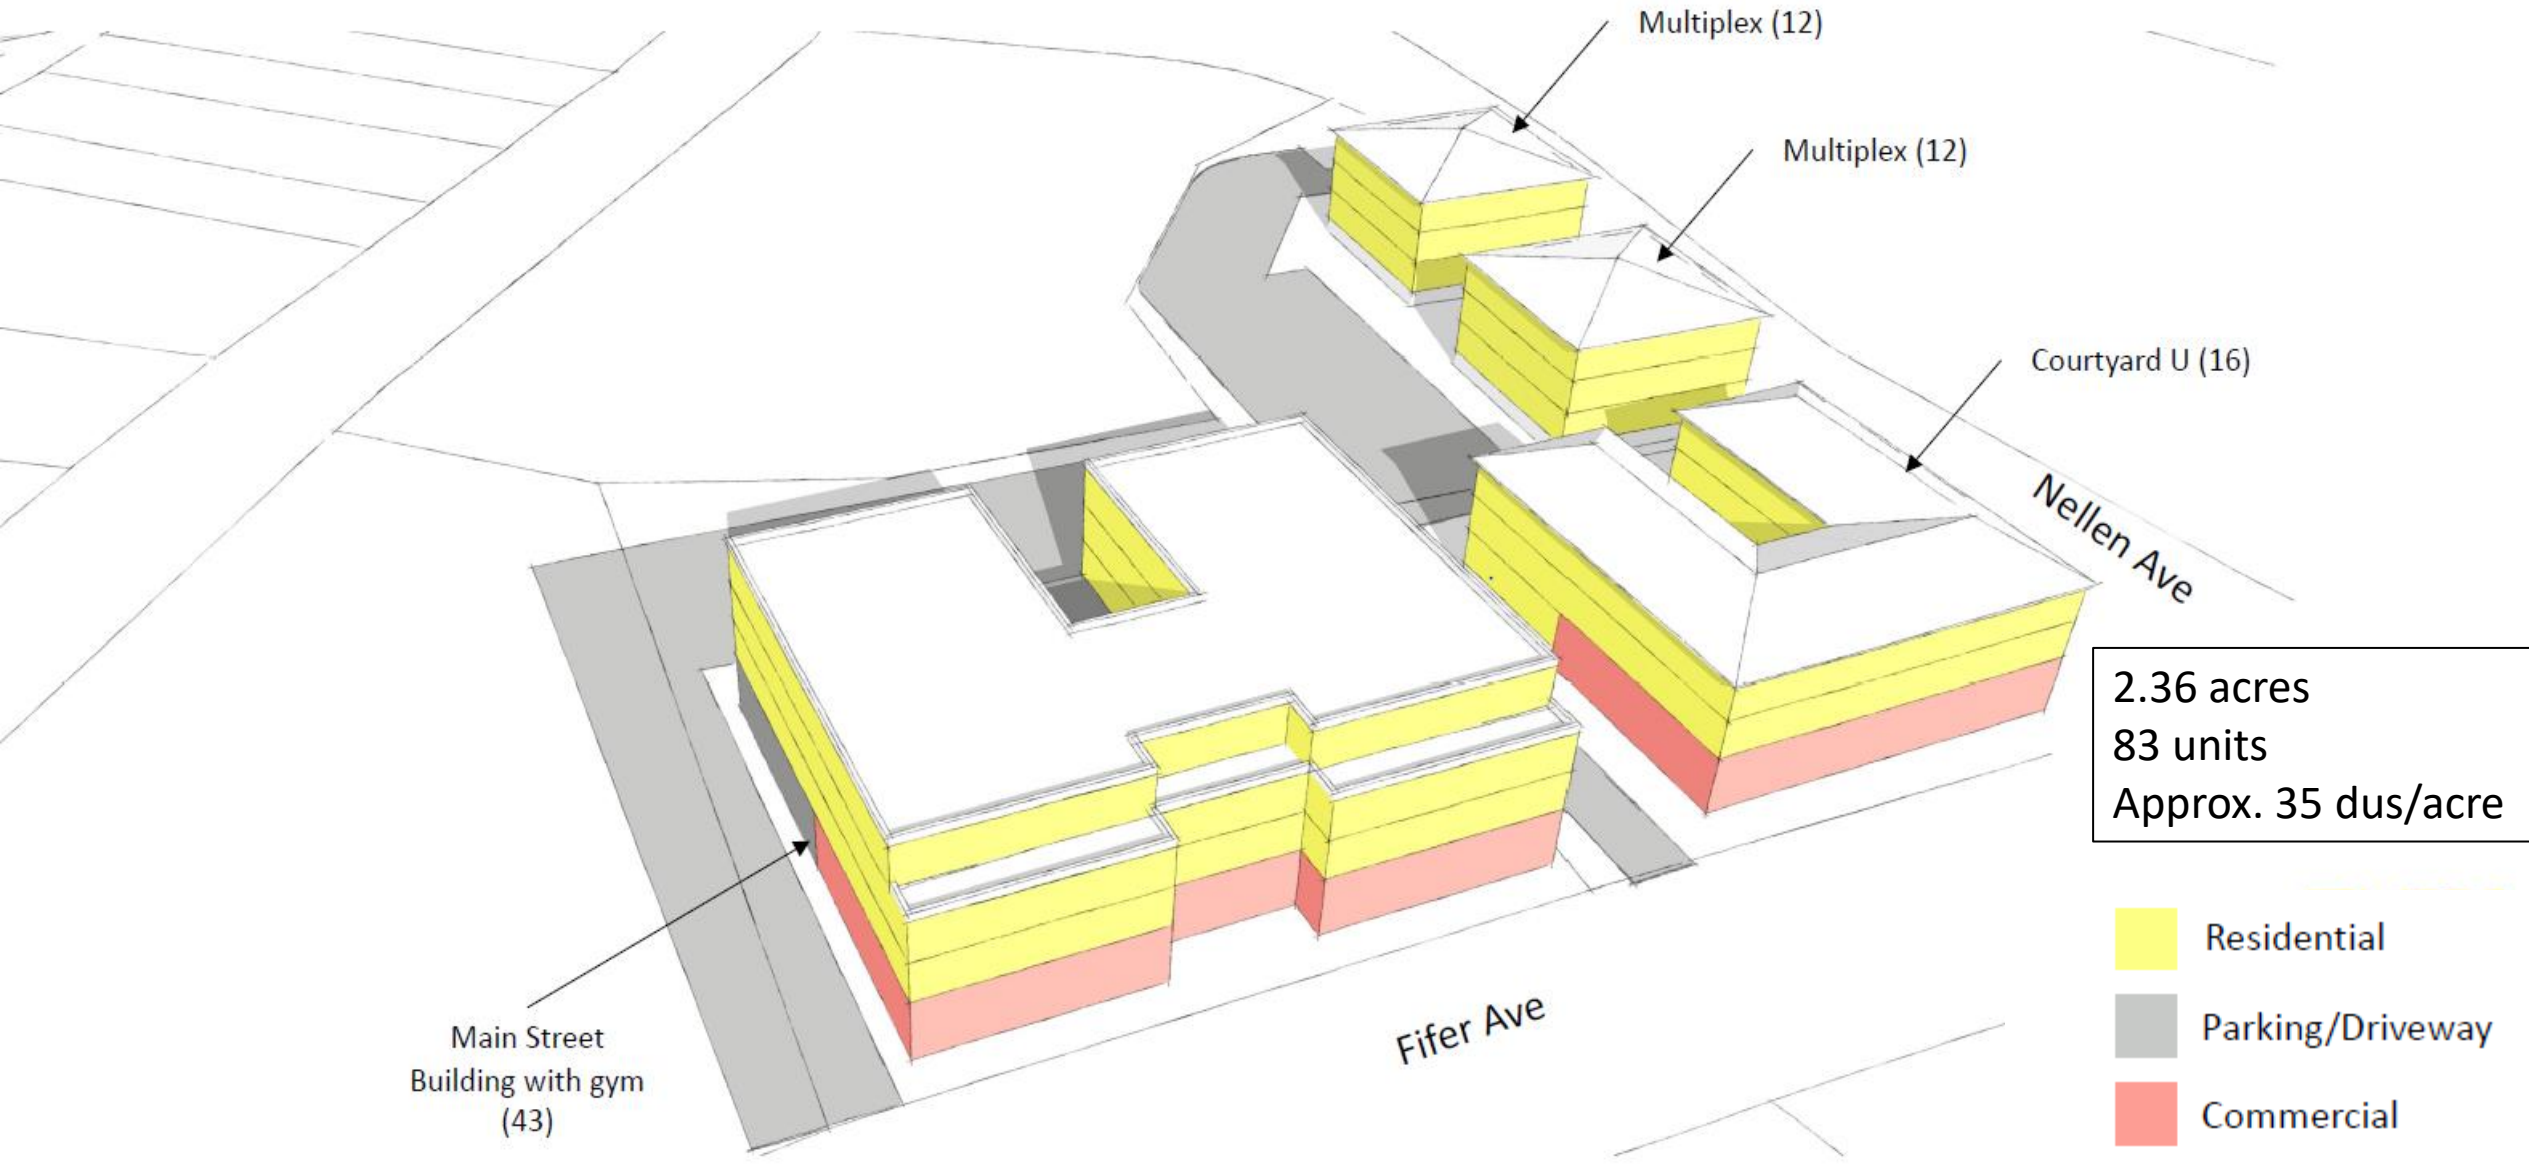 Multiplex (12)
Multiplex (12)
Courtyard U (16)
Nellen Ave
2.36 acres
83 units
Approx. 35 dus/acre
Residential
Parking/Driveway
Commercial
Fifer Ave
Main Street
Building with gym
(43)